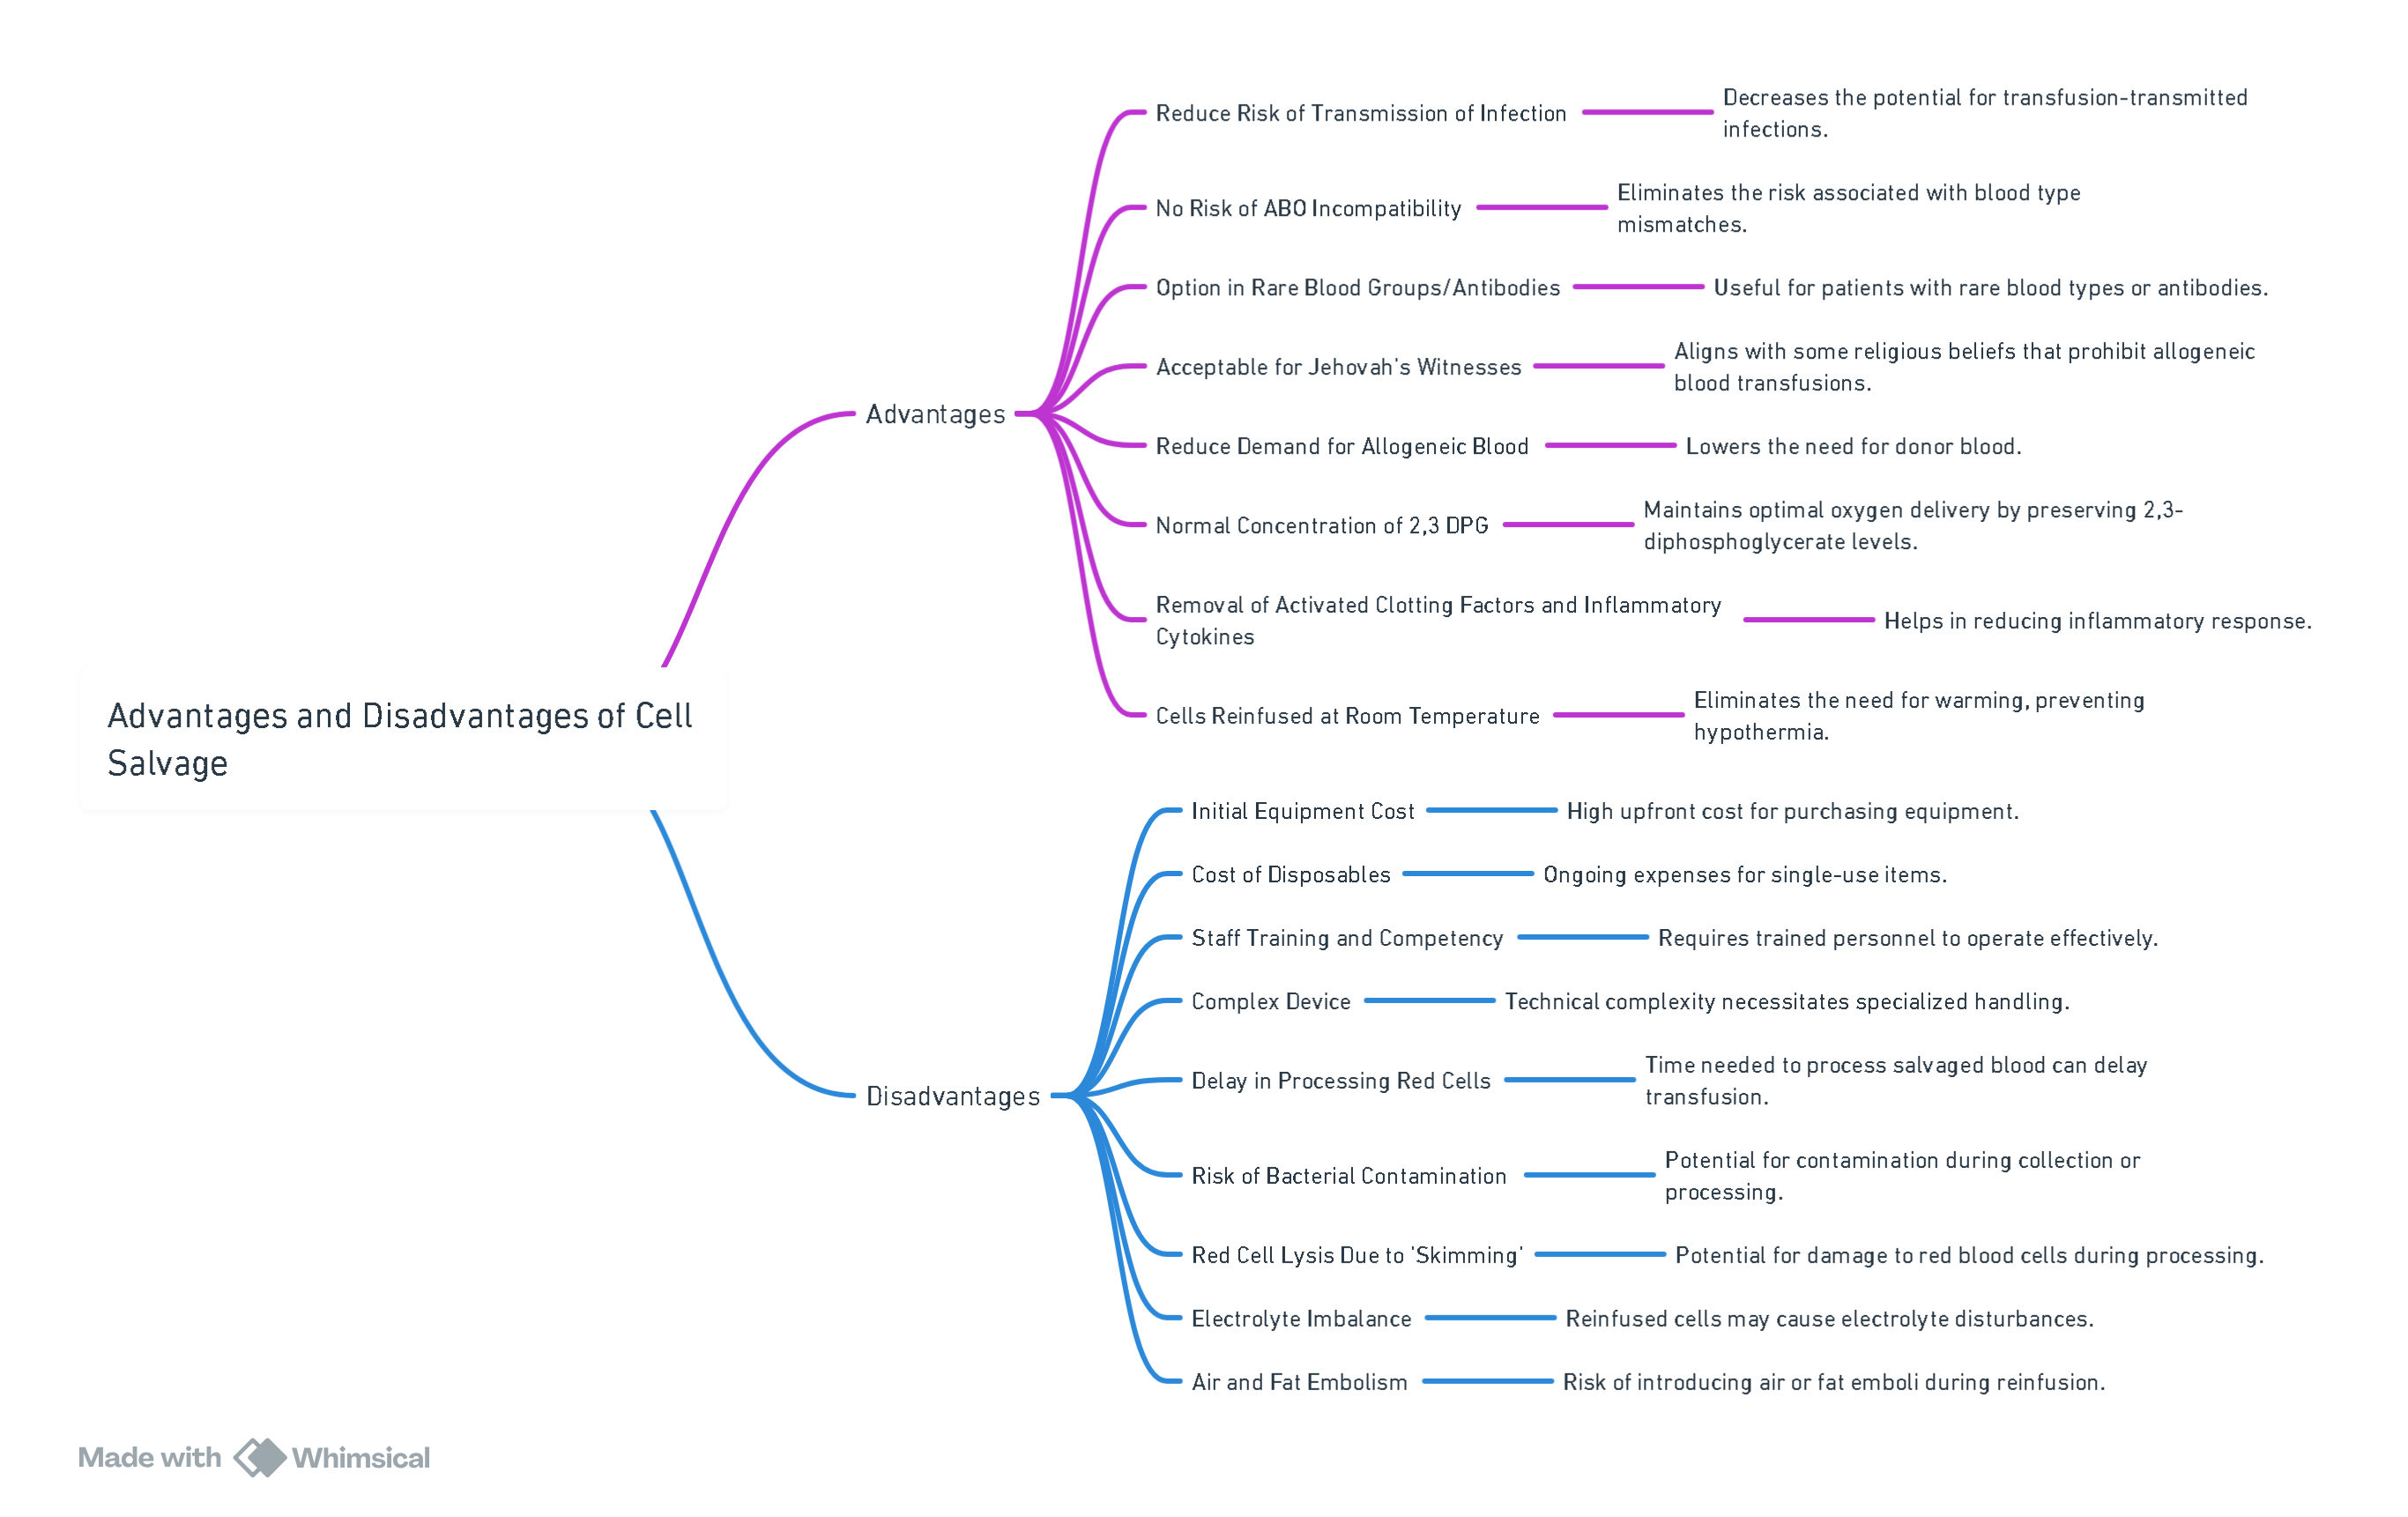 Advantages and Disadvantages of Cell
Salvage
Advantages
Reduce Risk of Transmission of Infection
Decreases the potential for transfusion-transmitted
infections.
No Risk of ABO Incompatibility
Eliminates the risk associated with blood type
mismatches.
Option in Rare Blood Groups/Antibodies
Useful for patients with rare blood types or antibodies.
Acceptable for Jehovah's Witnesses
Aligns with some religious beliefs that prohibit allogeneic
blood transfusions.
Reduce Demand for Allogeneic Blood
Lowers the need for donor blood.
Normal Concentration of 2,3 DPG
Maintains optimal oxygen delivery by preserving 2,3-
diphosphoglycerate levels.
Removal of Activated Clotting Factors and Inflammatory
Cytokines
Helps in reducing inflammatory response.
Cells Reinfused at Room Temperature
Eliminates the need for warming, preventing
hypothermia.
Disadvantages
Initial Equipment Cost
High upfront cost for purchasing equipment.
Cost of Disposables
Ongoing expenses for single-use items.
Staff Training and Competency
Requires trained personnel to operate effectively.
Complex Device
Technical complexity necessitates specialized handling.
Delay in Processing Red Cells
Time needed to process salvaged blood can delay
transfusion.
Risk of Bacterial Contamination
Potential for contamination during collection or
processing.
Red Cell Lysis Due to 'Skimming'
Potential for damage to red blood cells during processing.
Electrolyte Imbalance
Reinfused cells may cause electrolyte disturbances.
Air and Fat Embolism
Risk of introducing air or fat emboli during reinfusion.
Made with Whimsical